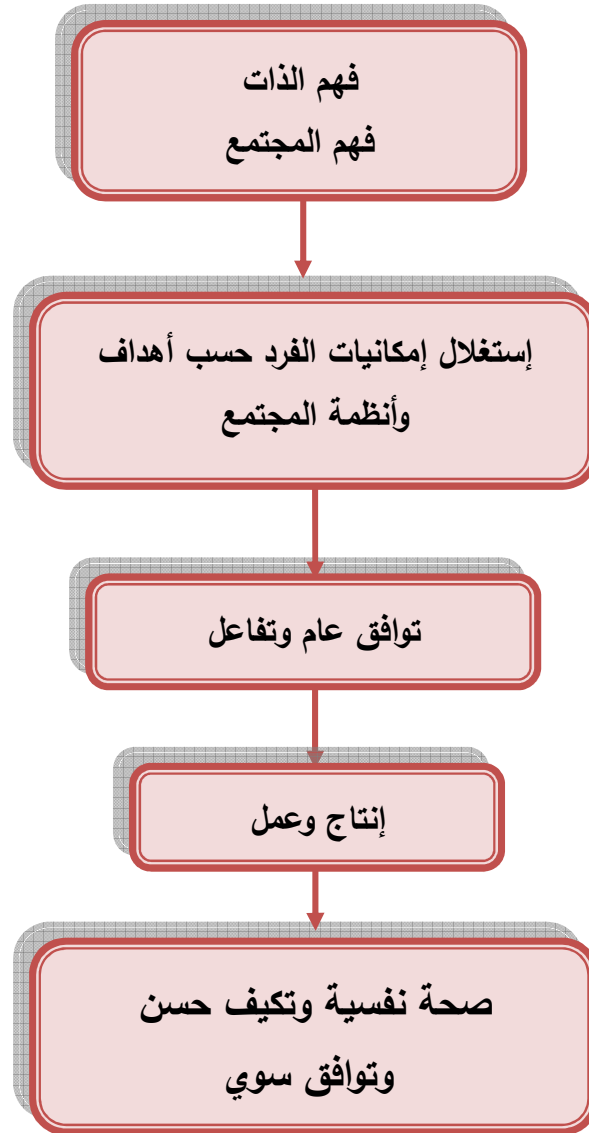 فهم الذات
فهم المجتمع
إستغلال إمكانيات الفرد حسب أهداف
وأنظمة المجتمع
توافق عام وتفاعل
إنتاج وعمل
صحة نفسية وتكيف حسن
وتوافق سوي